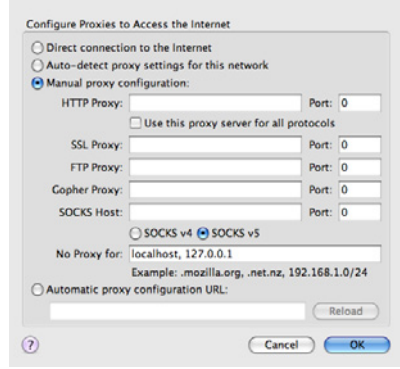 Configure Proxies to Access the Internet
Direct connection to the Internet
Auto-detect proxy settings for this network
Manual proxy configuration:
HTTP Proxy: Port: 0
Use this proxy server for all protocols
SSL Proxy: Port: 0
FTP Proxy: Port: 0
Gopher Proxy: Port: 0
SOCKS Host: Port: 0
SOCKS v4 SOCKS v5
No Proxy for: localhost, 127.0.0.1
Example: .mozilla.org, .net.nz, 192.168.1.0/24
Automatic proxy configuration URL:
Reload
? Cancel OK